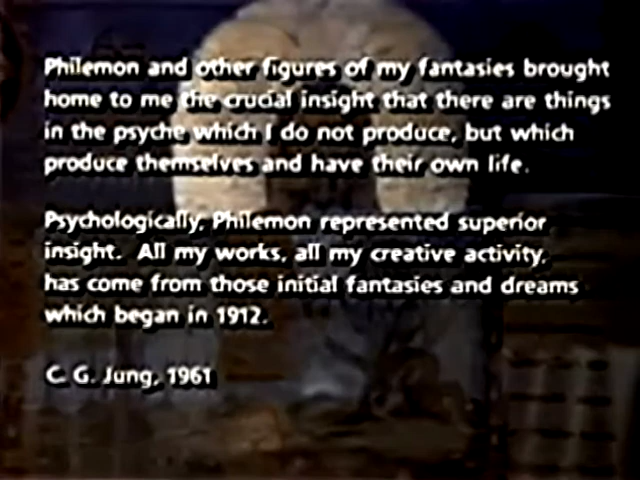 Philemon and other figures of my fantasies brought
home to me the crucial insight that there are things
in the psyche which I do not produce, but which
produce themselves and have their own life.
Psychologically, Philemon represented superior
insight. All my works, all my creative activity,
has come from those initial fantasies and dreams
which began in 1912.
C. G. Jung, 1961